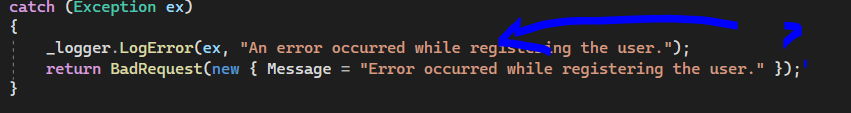 catch (Exception ex)
{
_logger.LogError(ex, "An error occurred while registering the user.");
return BadRequest(new { Message = "Error occurred while registering the user." });
}
?